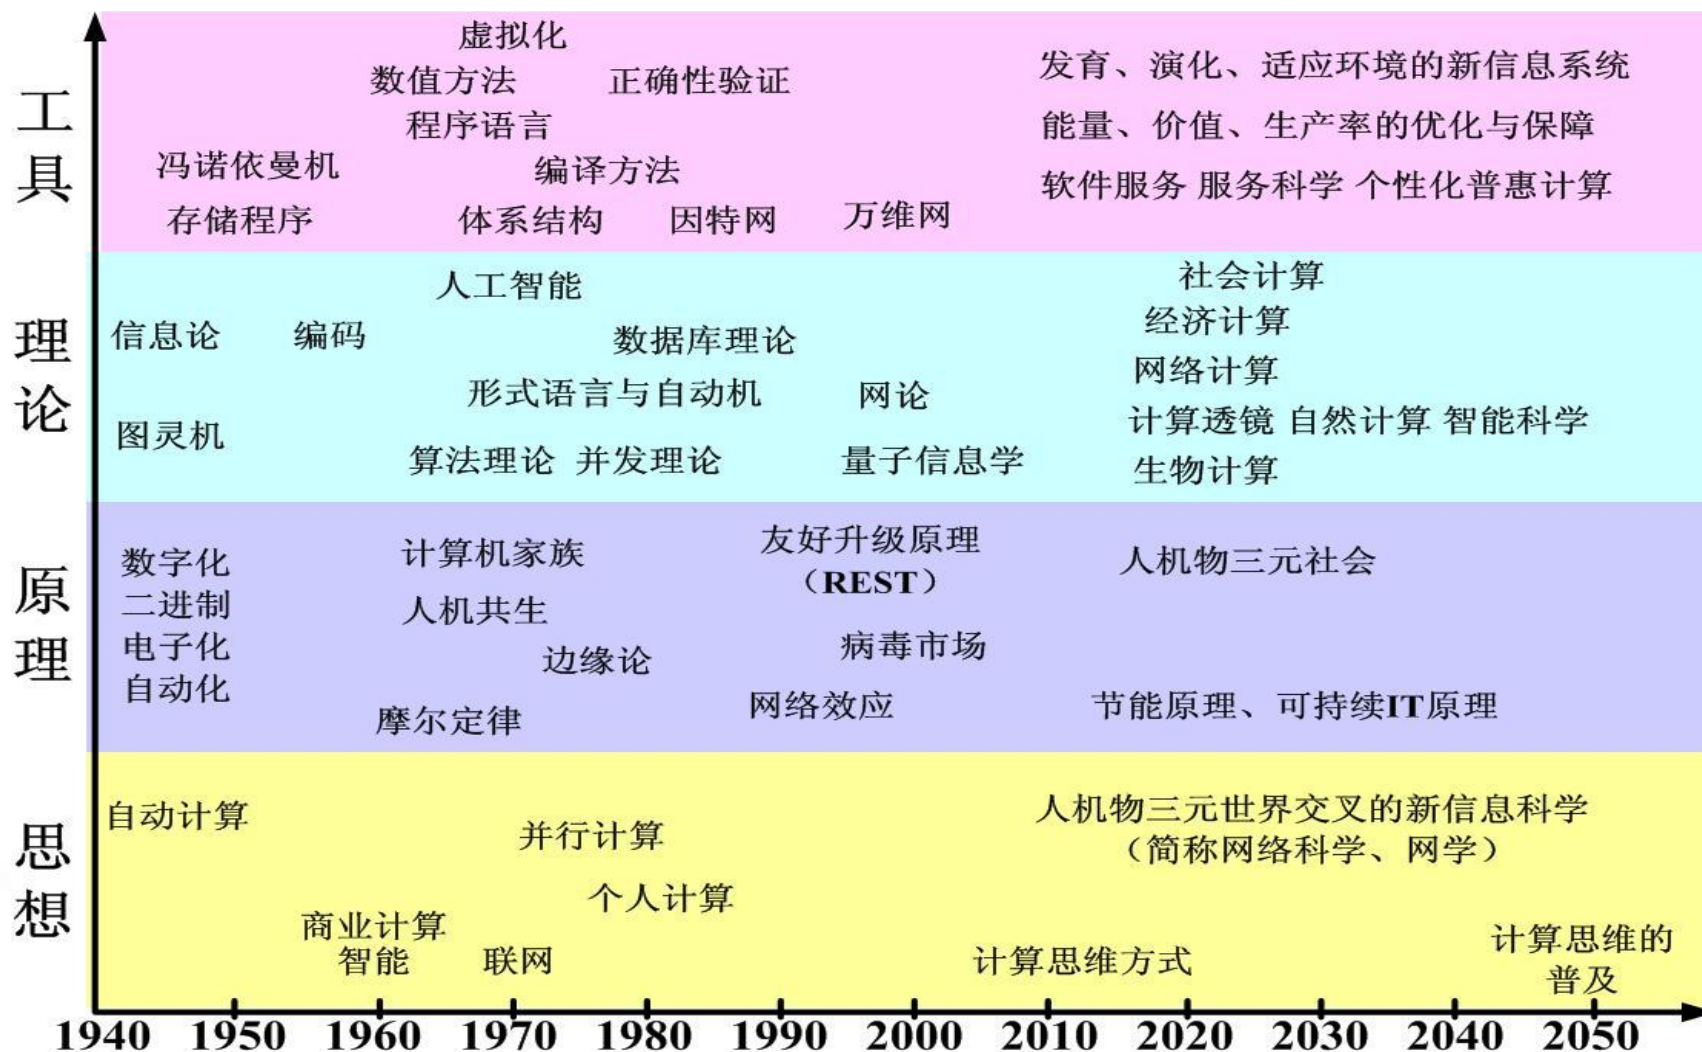 工具
虚拟化
数值方法 正确性验证
程序语言
冯诺依曼机 编译方法
存储程序 体系结构 因特网 万维网
发育、演化、适应环境的新信息系统
能量、价值、生产率的优化与保障
软件服务 服务科学 个性化普惠计算
理论
人工智能
信息论 编码 数据库理论
形式语言与自动机 网论
图灵机
算法理论 并发理论 量子信息学
社会计算
经济计算
网络计算
计算透镜 自然计算 智能科学
生物计算
原理
数字化
二进制
电子化
自动化
计算机家族
人机共生
边缘论
摩尔定律
友好升级原理
(REST)
病毒市场
网络效应
人机物三元社会
节能原理、可持续IT原理
思想
自动计算
并行计算
个人计算
商业计算
智能 联网
人机物三元世界交叉的新信息科学
(简称网络科学、网学)
计算思维方式
计算思维的
普及
1940 1950 1960 1970 1980 1990 2000 2010 2020 2030 2040 2050